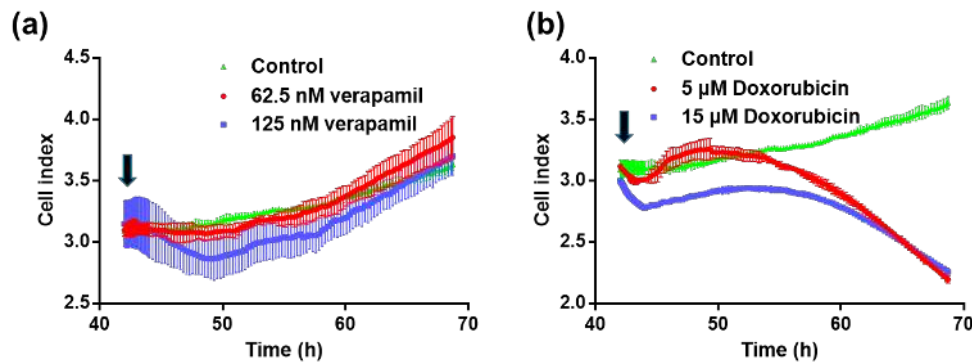 (a)
4.5
4.0
3.5
3.0
2.5
Cell index
Control
62.5 nM verapamil
125 nM verapamil
40
50
60
70
Time (h)
(b)
4.0
3.5
3.0
2.5
2.0
Cell index
Control
5 µM Doxorubicin
15 µM Doxorubicin
40
50
60
70
Time (h)